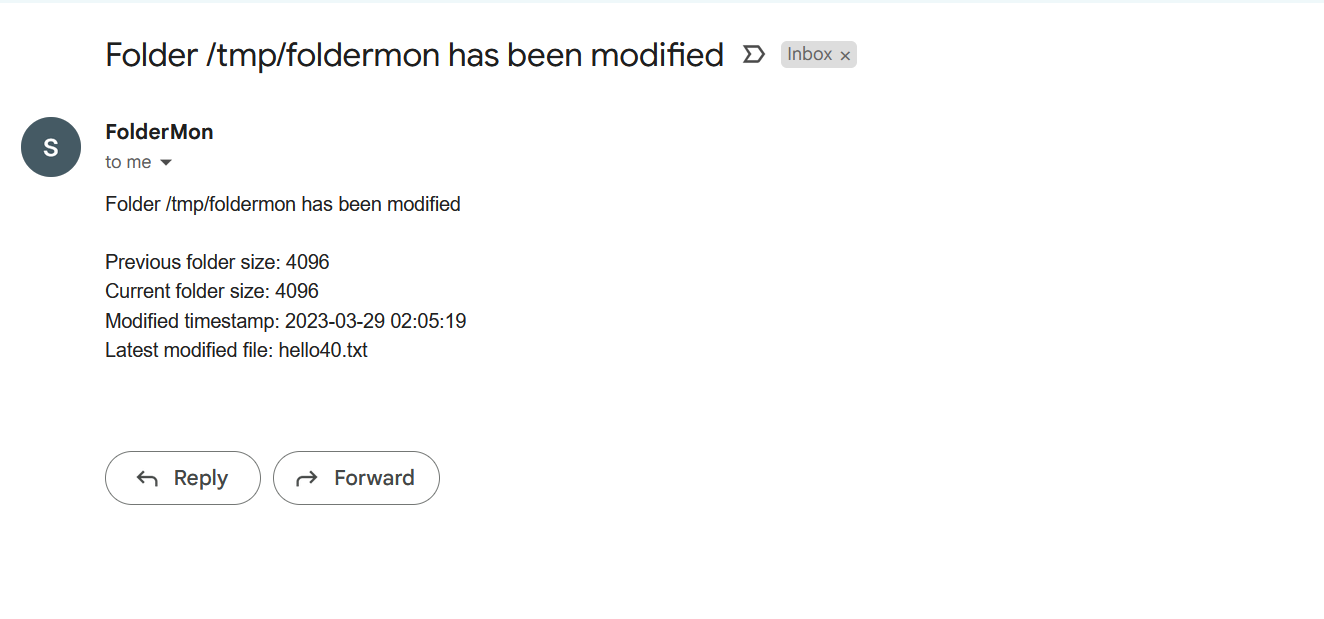 Folder /tmp/foldermon has been modified Inbox ×
S
FolderMon
to me
Folder /tmp/foldermon has been modified
Previous folder size: 4096
Current folder size: 4096
Modified timestamp: 2023-03-29 02:05:19
Latest modified file: hello40.txt
Reply Forward